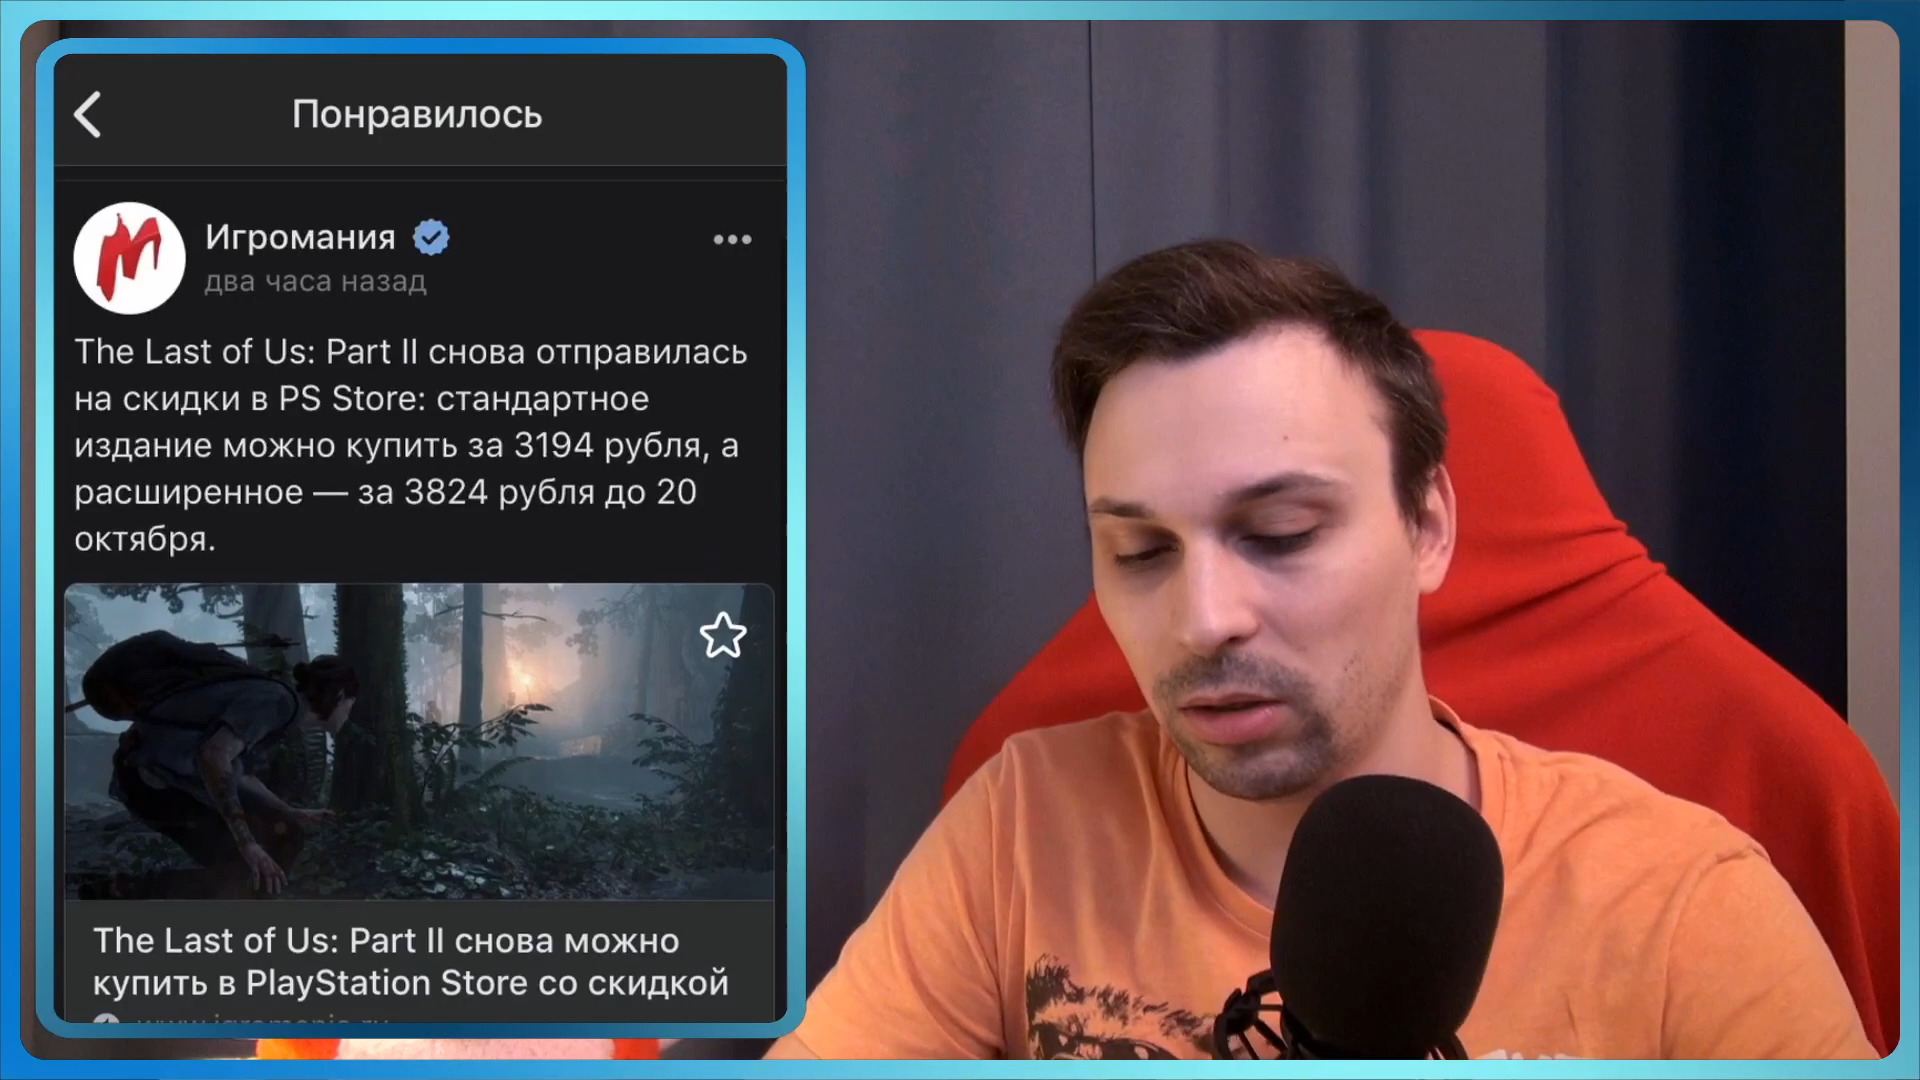 Понравилось
Игромания
два часа назад
The Last of Us: Part II снова отправилась
на скидки в PS Store: стандартное
издание можно купить за 3194 рубля, а
расширенное — за 3824 рубля до 20
октября.
The Last of Us: Part II снова можно
купить в PlayStation Store со скидкой